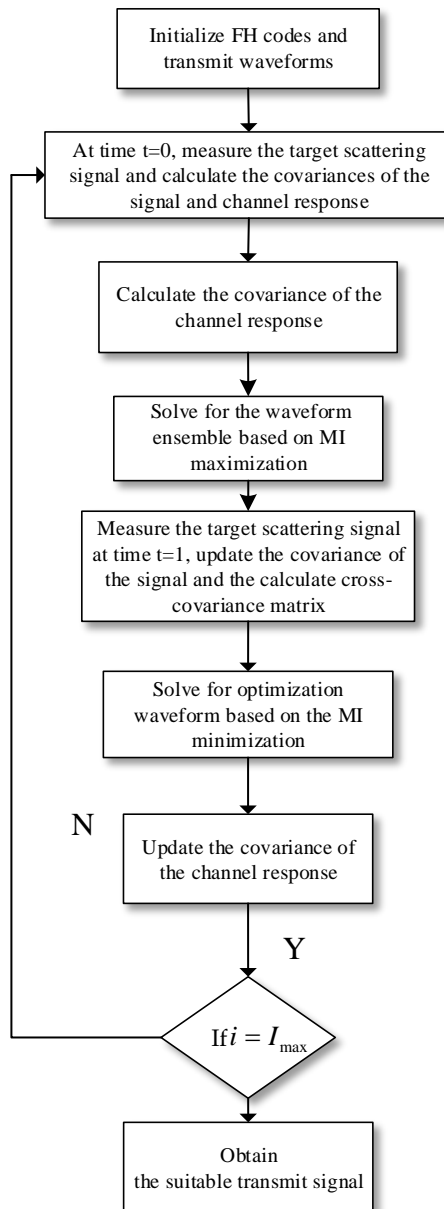 Initialize FH codes and
transmit waveforms
At time t=0, measure the target scattering
signal and calculate the covariances of the
signal and channel response
Calculate the covariance of the
channel response
Solve for the waveform
ensemble based on MI
maximization
Measure the target scattering signal
at time t=1, update the covariance of
the signal and the calculate cross-
covariance matrix
Solve for optimization
waveform based on the MI
minimization
N
Update the covariance of
the channel response
Y
If i = I_max
Obtain
the suitable transmit signal